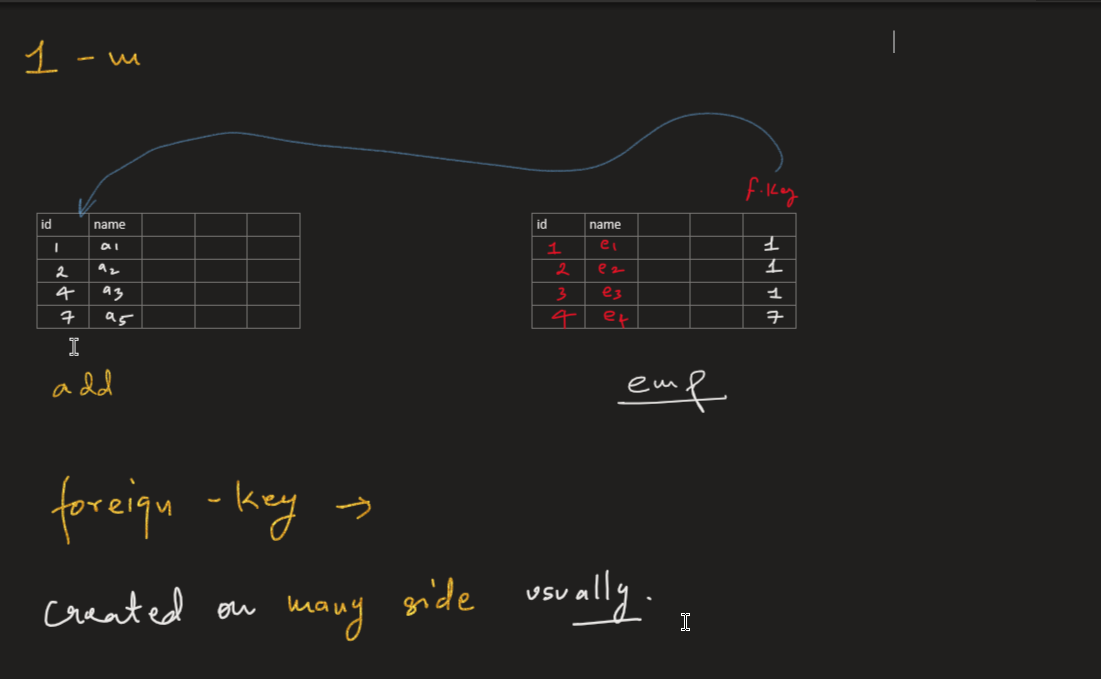 1 - m
f.key
id name
1 a1
2 a2
4 a3
7 a5
id name
1 e1 1
2 e2 1
3 e3 1
4 e4 7
add
emp
foreign - key →
created on many side usually.